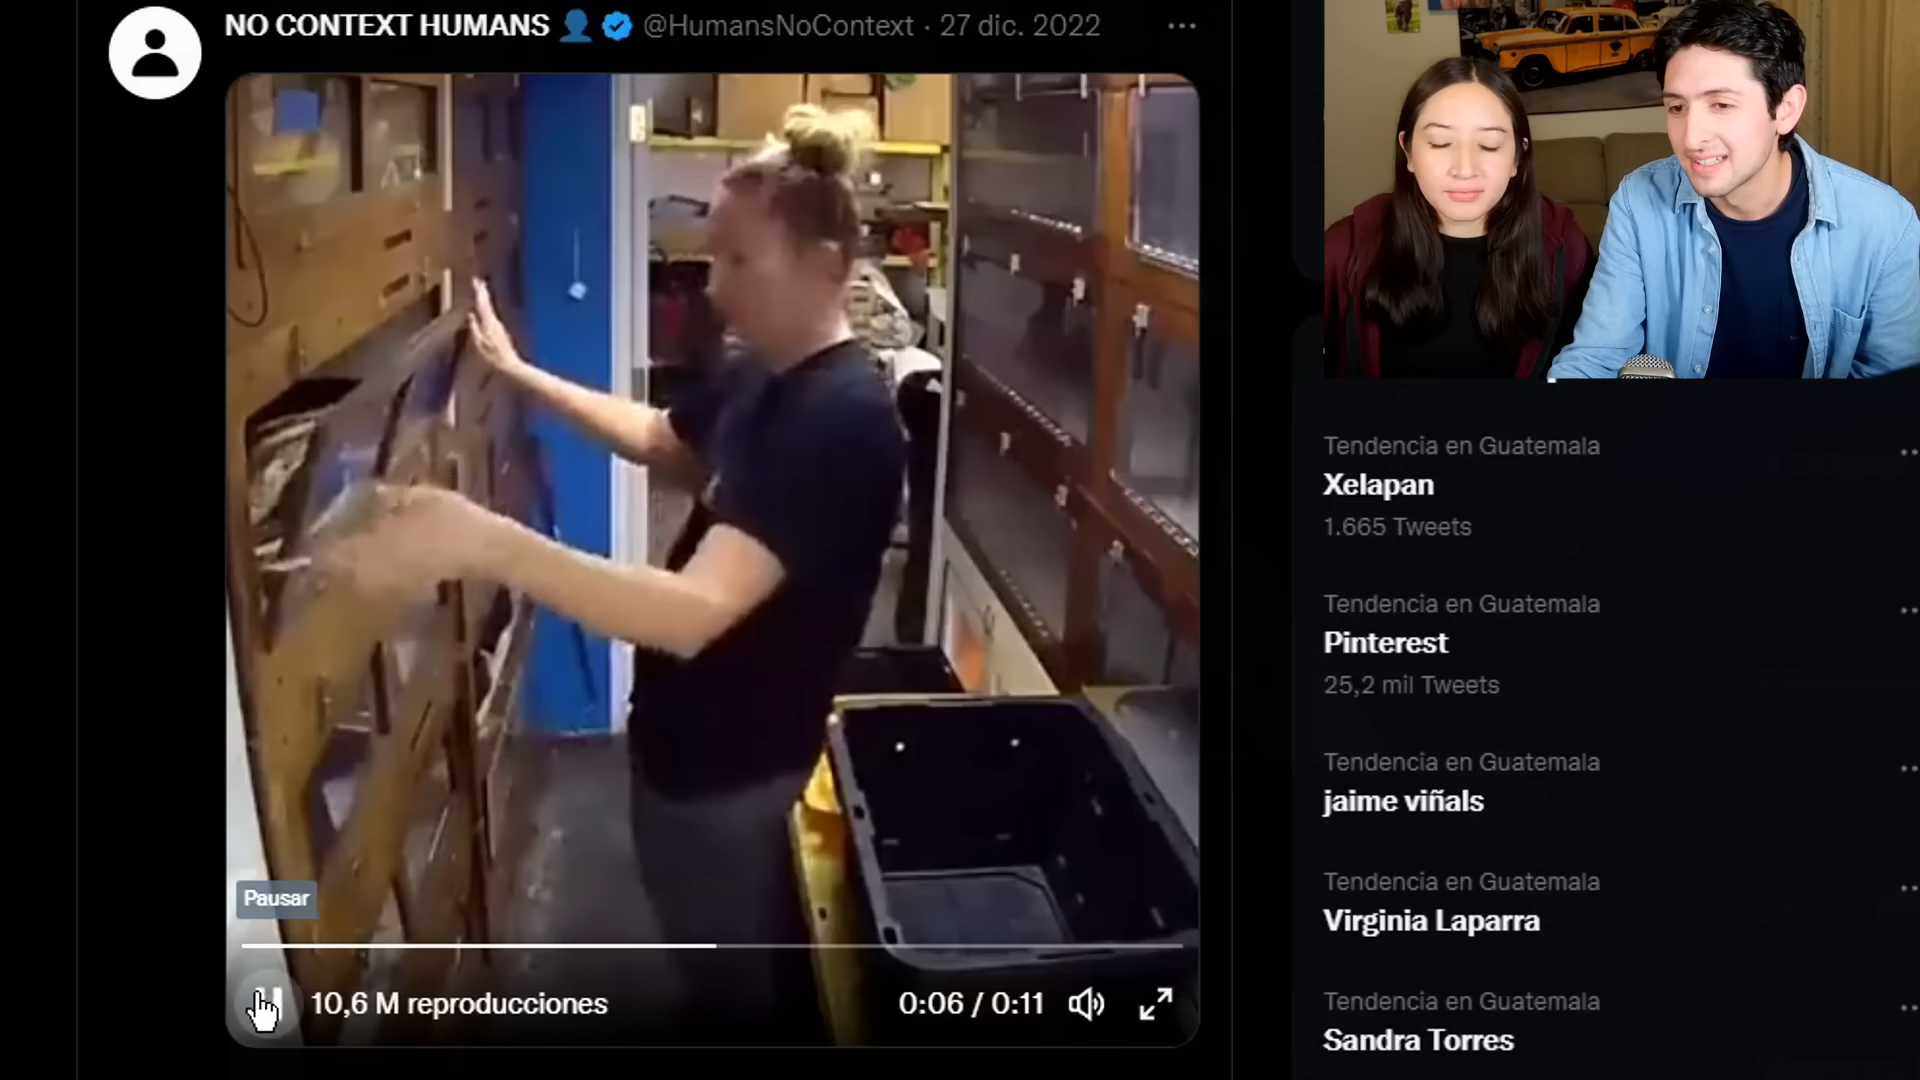 NO CONTEXT HUMANS @HumansNoContext · 27 dic. 2022
Pausar
10,6 M reproducciones
0:06 / 0:11
Tendencia en Guatemala
Xelapan
1.665 Tweets
Tendencia en Guatemala
Pinterest
25,2 mil Tweets
Tendencia en Guatemala
jaime viñals
Tendencia en Guatemala
Virginia Laparra
Tendencia en Guatemala
Sandra Torres